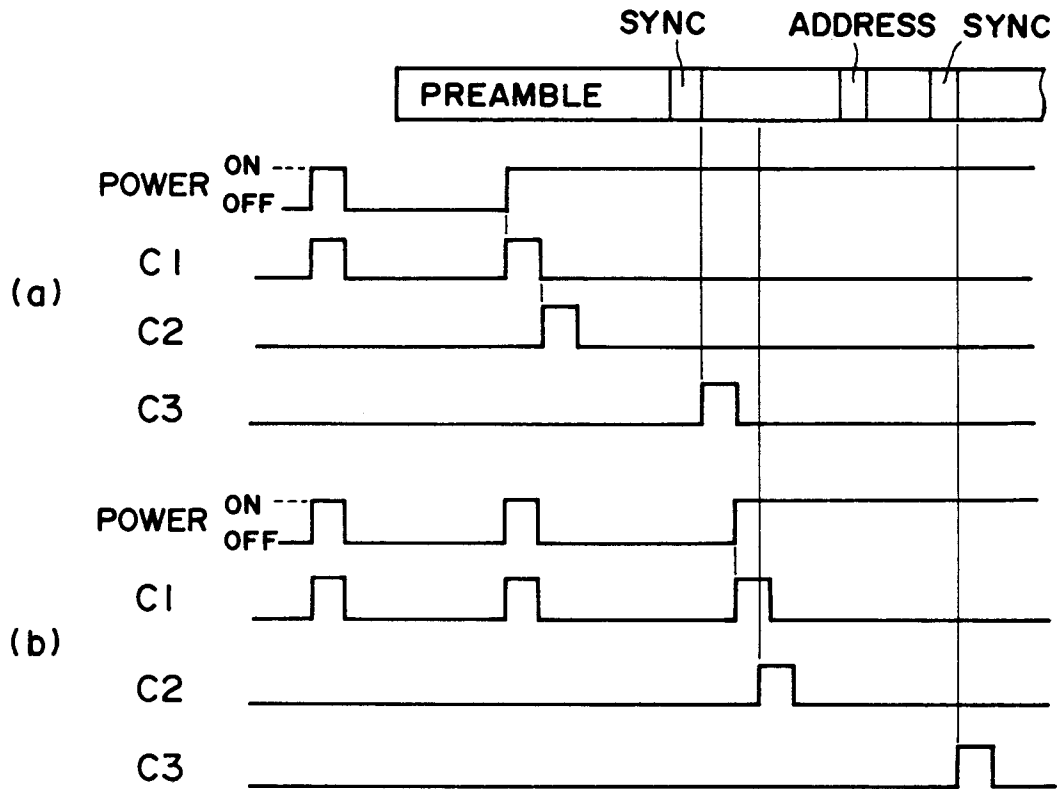 SYNC ADDRESS SYNC
PREAMBLE
(a)
POWER ON
OFF
C1
C2
C3
(b)
POWER ON
OFF
C1
C2
C3